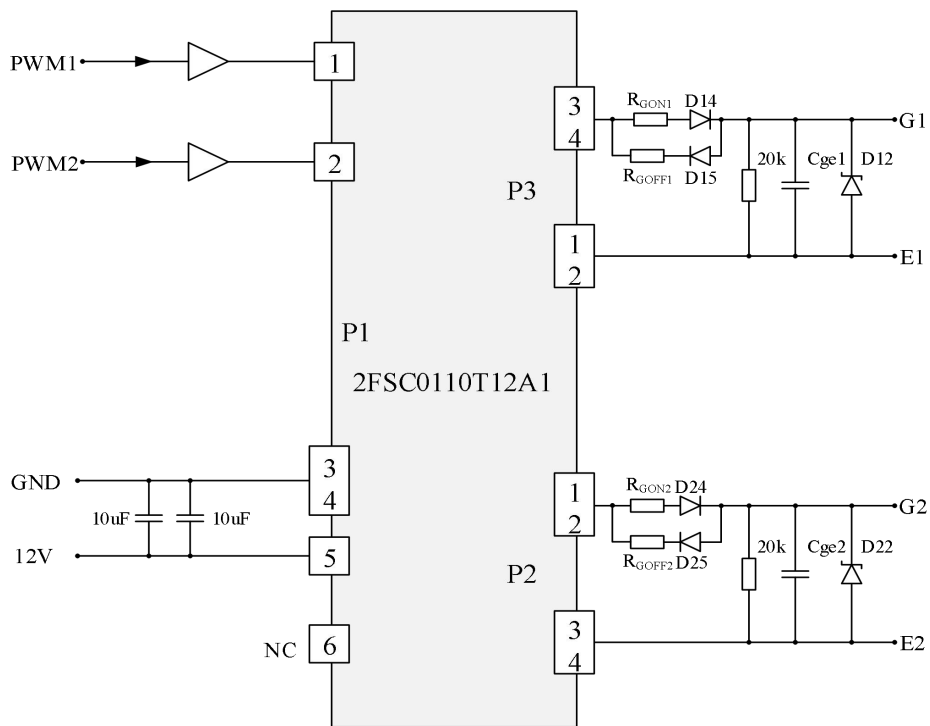 PWM1
1
PWM2
2
P3
3
4
R_GON1 D14
R_GOFF1 D15
20k Cge1 D12
G1
1
2
E1
P1
2FSC0110T12A1
GND
3
4
10uF 10uF
12V
5
NC
6
P2
1
2
R_GON2 D24
R_GOFF2 D25
20k Cge2 D22
G2
3
4
E2